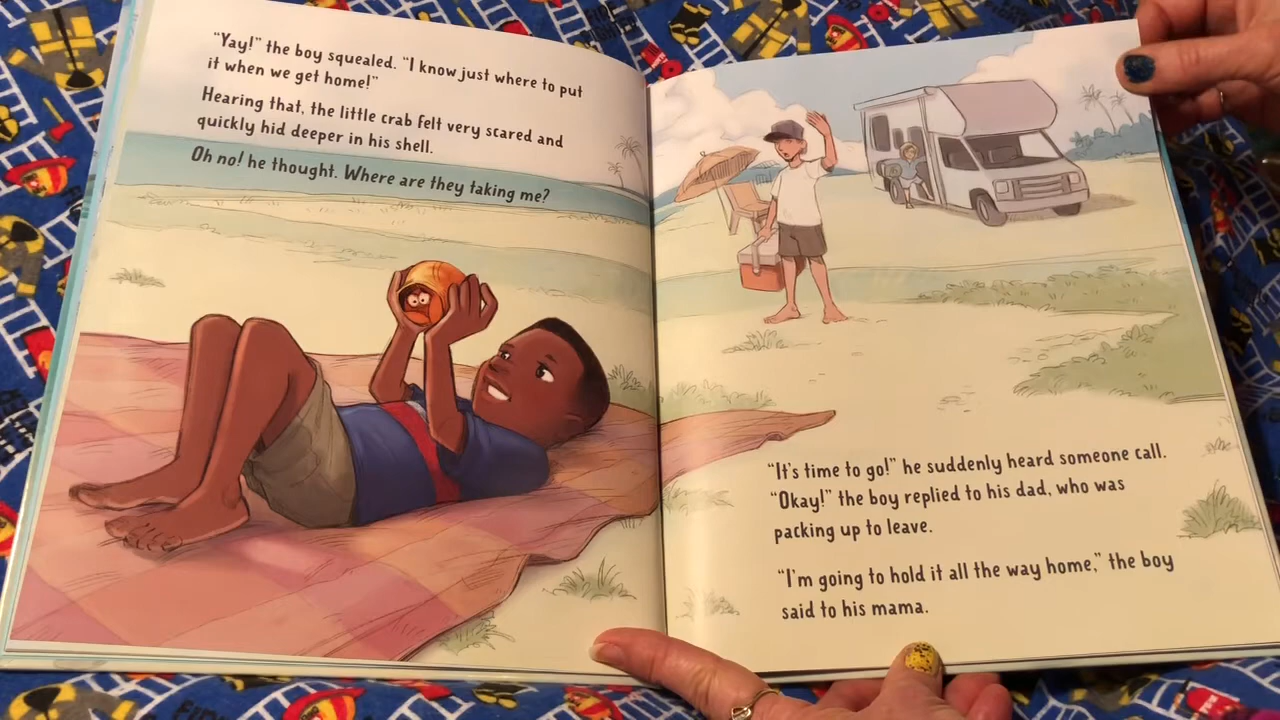 "Yay!" the boy squealed. "I know just where to put
it when we get home!"
Hearing that, the little crab felt very scared and
quickly hid deeper in his shell.
Oh no! he thought. Where are they taking me?
"It's time to go!" he suddenly heard someone call.
"Okay!" the boy replied to his dad, who was
packing up to leave.
"I'm going to hold it all the way home," the boy
said to his mama.